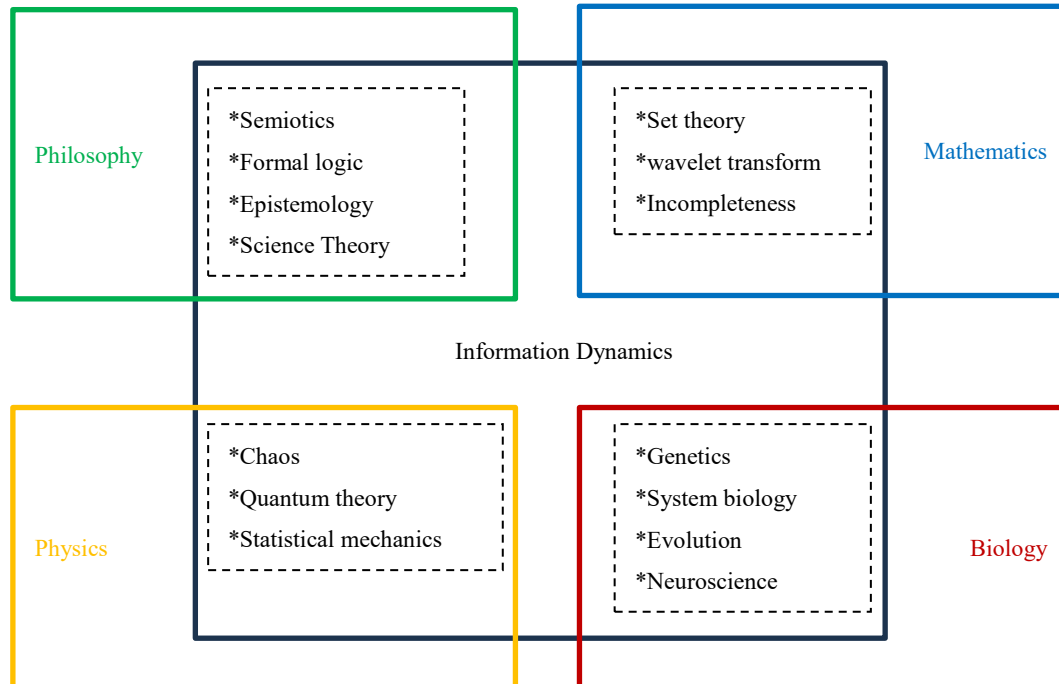 Philosophy
*Semiotics
*Formal logic
*Epistemology
*Science Theory
*Set theory
*wavelet transform
*Incompleteness
Mathematics
Information Dynamics
Physics
*Chaos
*Quantum theory
*Statistical mechanics
*Genetics
*System biology
*Evolution
*Neuroscience
Biology